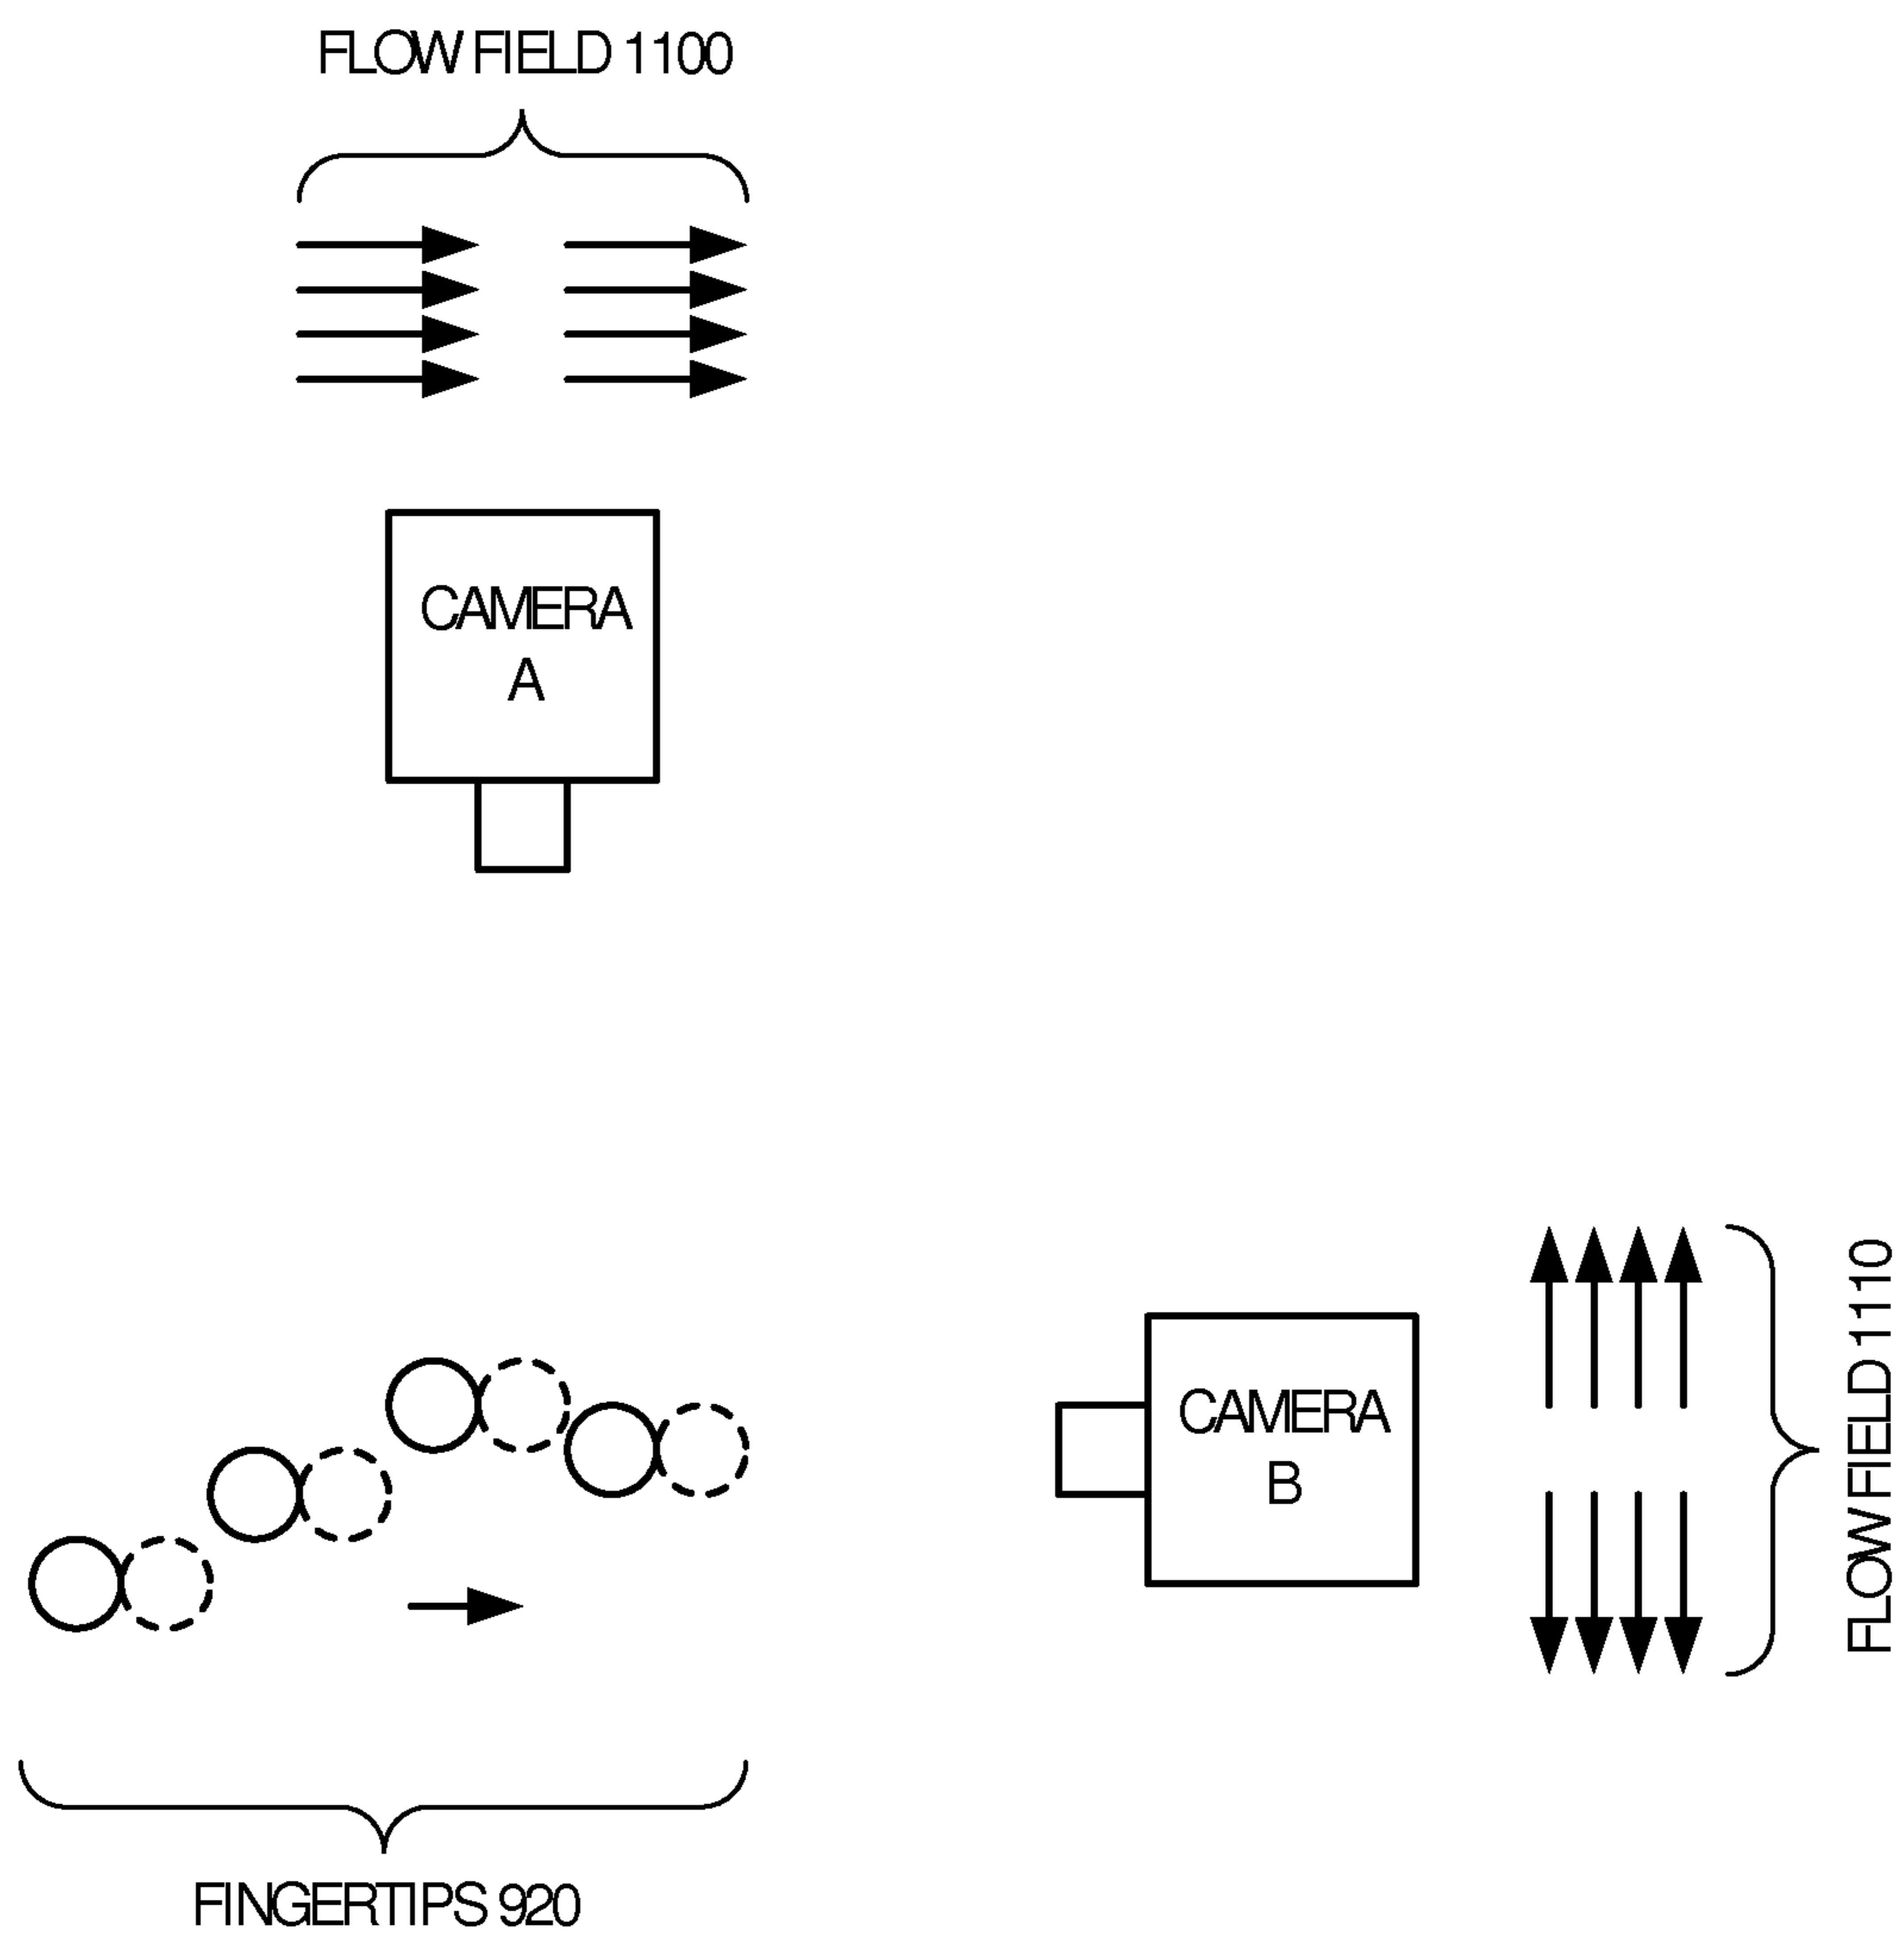 FLOW FIELD 1100
CAMERA
A
CAMERA
B
FLOW FIELD 1110
FINGERTIPS 920